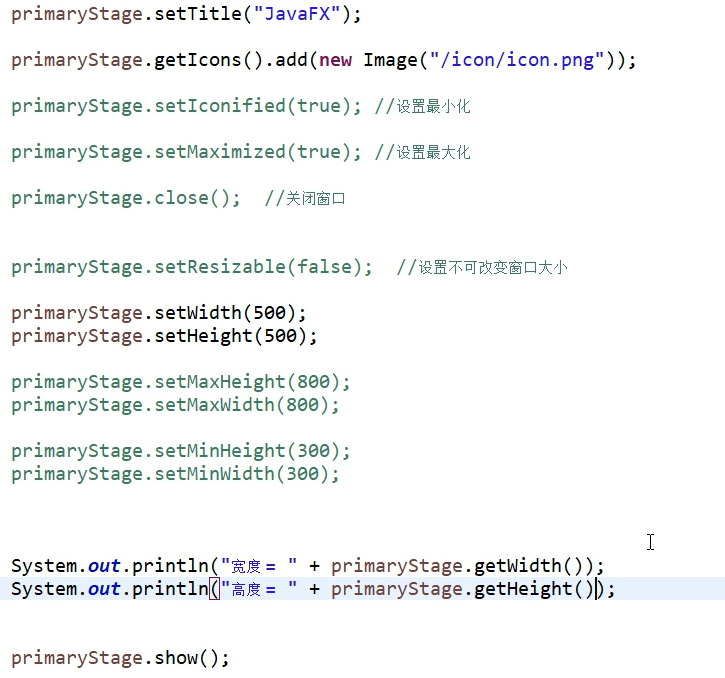 primaryStage.setTitle("JavaFX");
primaryStage.getIcons().add(new Image("/icon/icon.png"));
primaryStage.setIconified(true); //设置最小化
primaryStage.setMaximized(true); //设置最大化
primaryStage.close();  //关闭窗口
primaryStage.setResizable(false);  //设置不可改变窗口大小
primaryStage.setWidth(500);
primaryStage.setHeight(500);
primaryStage.setMaxHeight(800);
primaryStage.setMaxWidth(800);
primaryStage.setMinHeight(300);
primaryStage.setMinWidth(300);
System.out.println("宽度 = " + primaryStage.getWidth());
System.out.println("高度 = " + primaryStage.getHeight());
primaryStage.show();